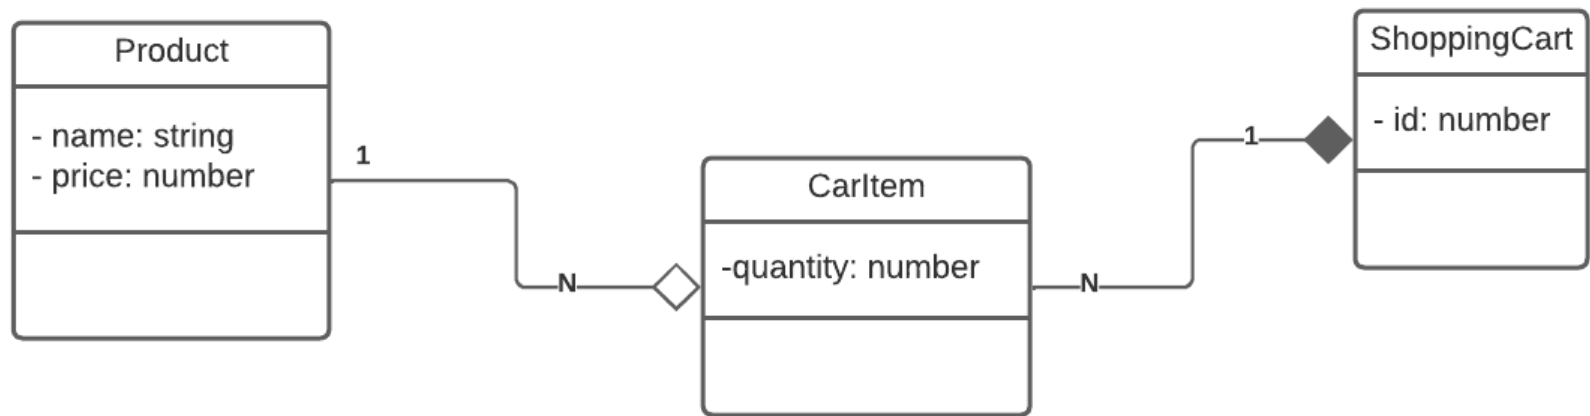 Product
- name: string
- price: number
1
N
CarItem
-quantity: number
N
1
ShoppingCart
- id: number